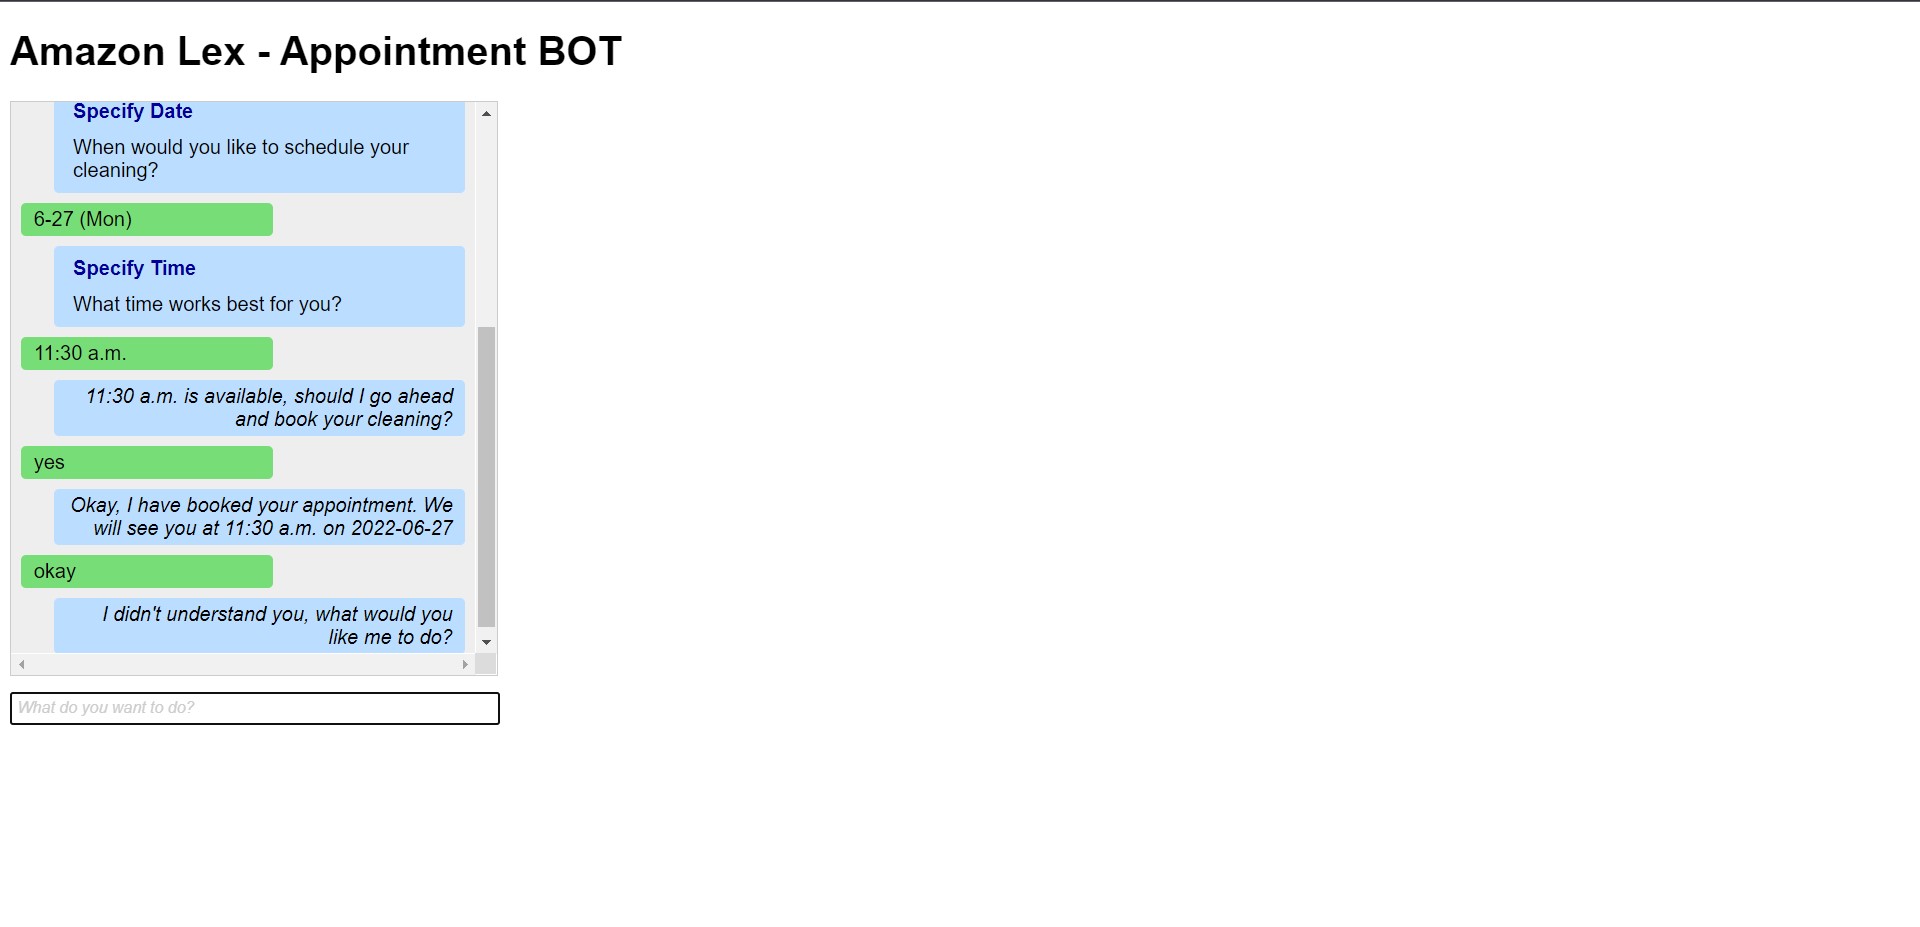 Amazon Lex - Appointment BOT
Specify Date
When would you like to schedule your
cleaning?
6-27 (Mon)
Specify Time
What time works best for you?
11:30 a.m.
11:30 a.m. is available, should I go ahead
and book your cleaning?
yes
Okay, I have booked your appointment. We
will see you at 11:30 a.m. on 2022-06-27
okay
I didn't understand you, what would you
like me to do?
What do you want to do?